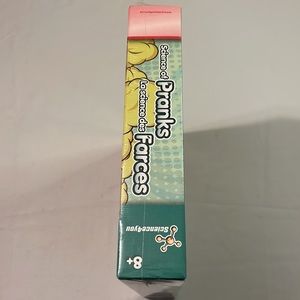 Science of
Pranks
La science des
Farces
Science4you
8+